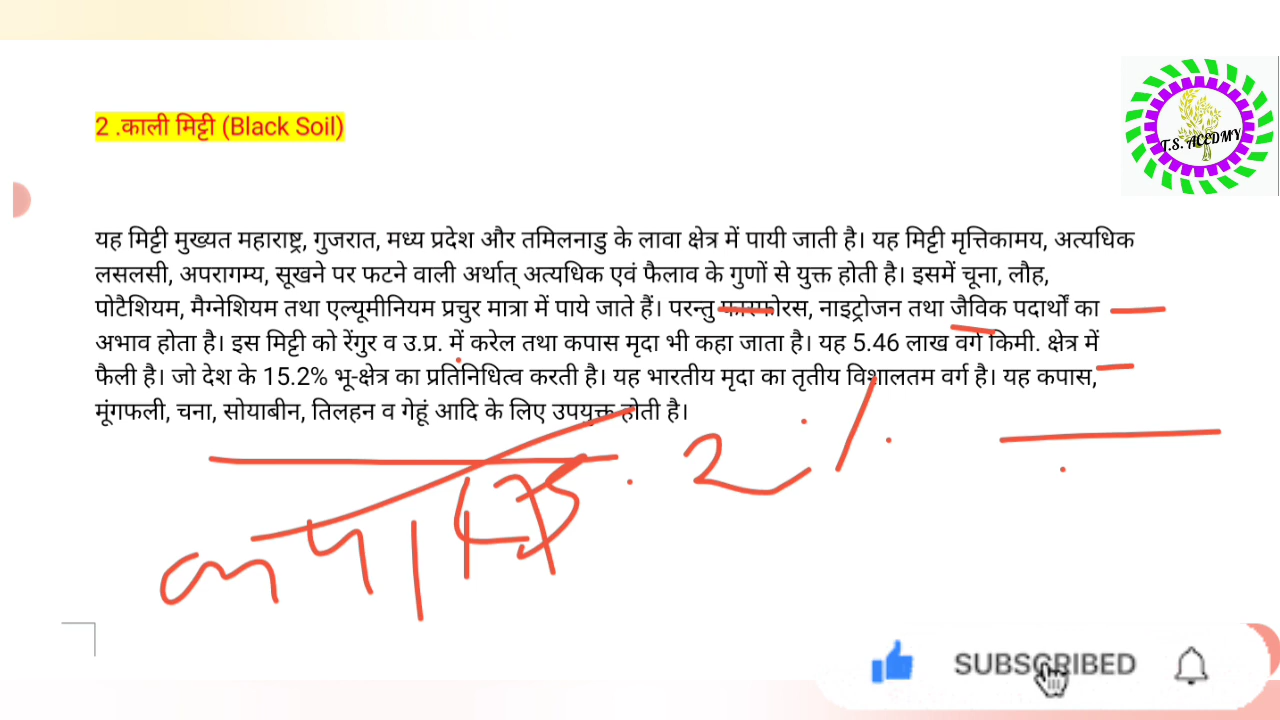 2 .काली मिट्टी (Black Soil)
T.S. ACEDMY
यह मिट्टी मुख्यत महाराष्ट्र, गुजरात, मध्य प्रदेश और तमिलनाडु के लावा क्षेत्र में पायी जाती है। यह मिट्टी मृत्तिकामय, अत्यधिक
लसलसी, अपरागम्य, सूखने पर फटने वाली अर्थात् अत्यधिक एवं फैलाव के गुणों से युक्त होती है। इसमें चूना, लौह,
पोटैशियम, मैग्नेशियम तथा एल्यूमीनियम प्रचुर मात्रा में पाये जाते हैं। परन्तु फास्फोरस, नाइट्रोजन तथा जैविक पदार्थों का
अभाव होता है। इस मिट्टी को रेंगुर व उ.प्र. में करेल तथा कपास मृदा भी कहा जाता है। यह 5.46 लाख वर्ग किमी. क्षेत्र में
फैली है। जो देश के 15.2% भू-क्षेत्र का प्रतिनिधित्व करती है। यह भारतीय मृदा का तृतीय विशालतम वर्ग है। यह कपास,
मूंगफली, चना, सोयाबीन, तिलहन व गेहूं आदि के लिए उपयुक्त होती है।
SUBSCRIBED